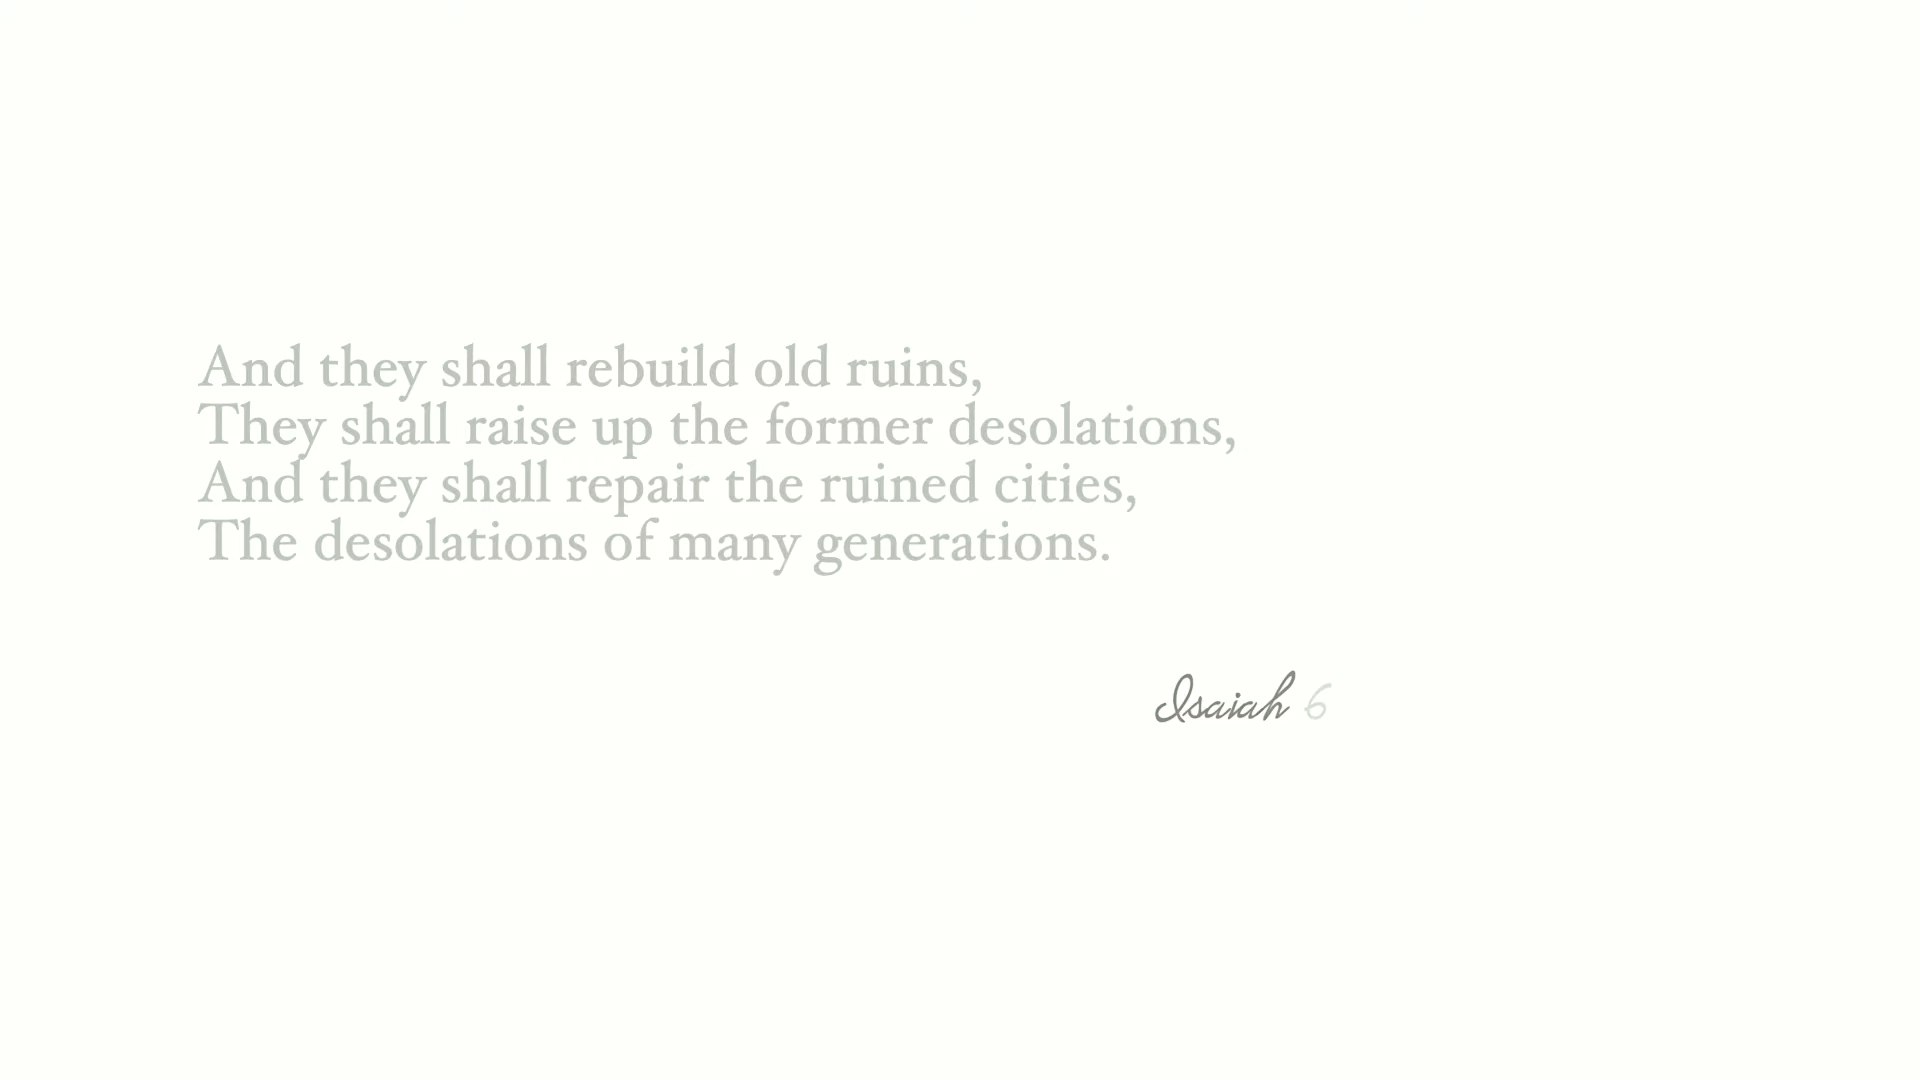 And they shall rebuild old ruins,
They shall raise up the former desolations,
And they shall repair the ruined cities,
The desolations of many generations.
Isaiah 6